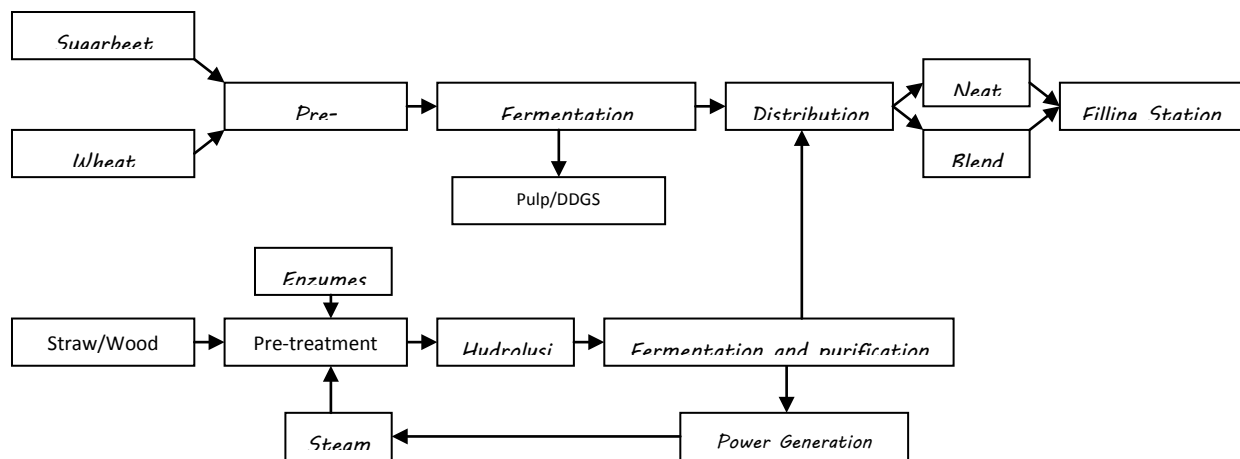 Sugarbeet
Wheat
Pre-
Fermentation
Pulp/DDGS
Distribution
Neat
Blend
Filling Station
Enzymes
Straw/Wood
Pre-treatment
Hydrolysi
Fermentation and purification
Steam
Power Generation